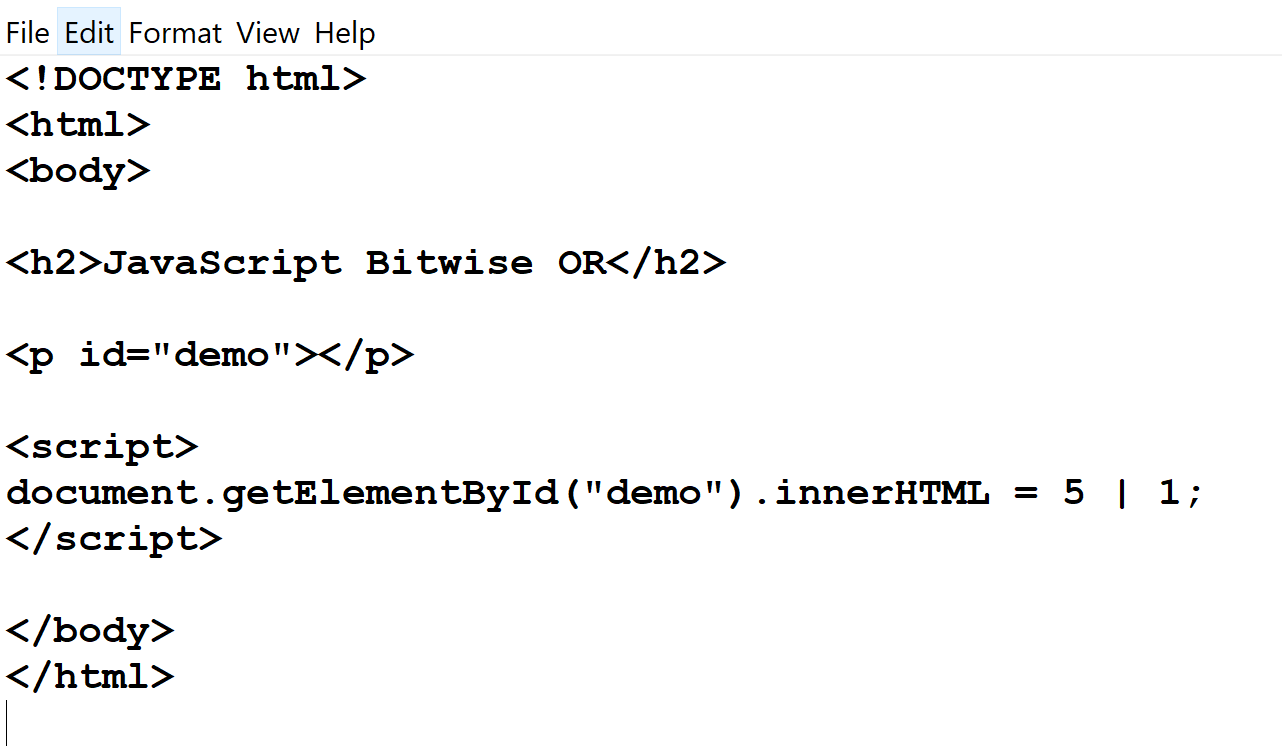 File Edit Format View Help
<!DOCTYPE html>
<html>
<body>
<h2>JavaScript Bitwise OR</h2>
<p id="demo"></p>
<script>
document.getElementById("demo").innerHTML = 5 | 1;
</script>
</body>
</html>